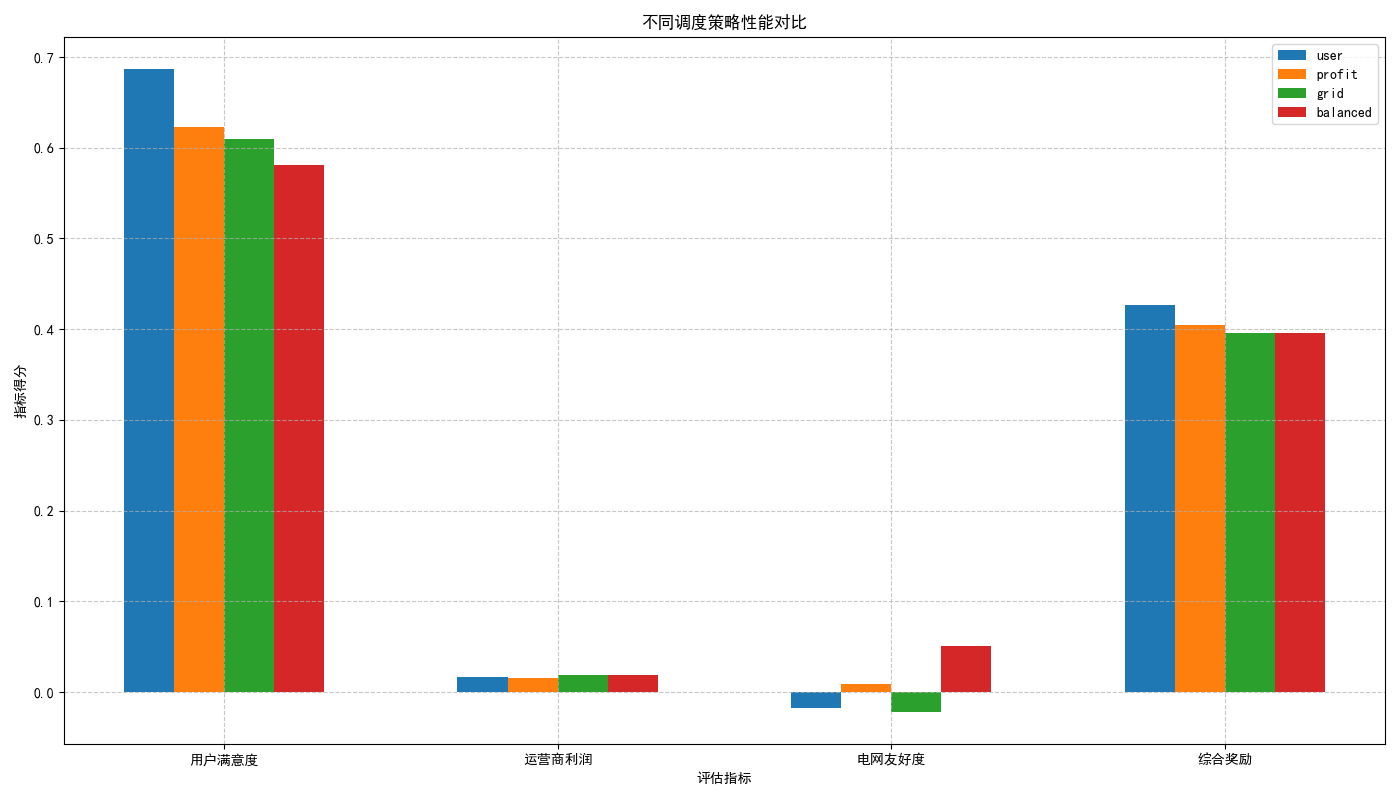 不同调度策略性能对比
user
profit
grid
balanced
指标得分
0.7
0.6
0.5
0.4
0.3
0.2
0.1
0.0
用户满意度
运营商利润
电网友好度
综合奖励
评估指标